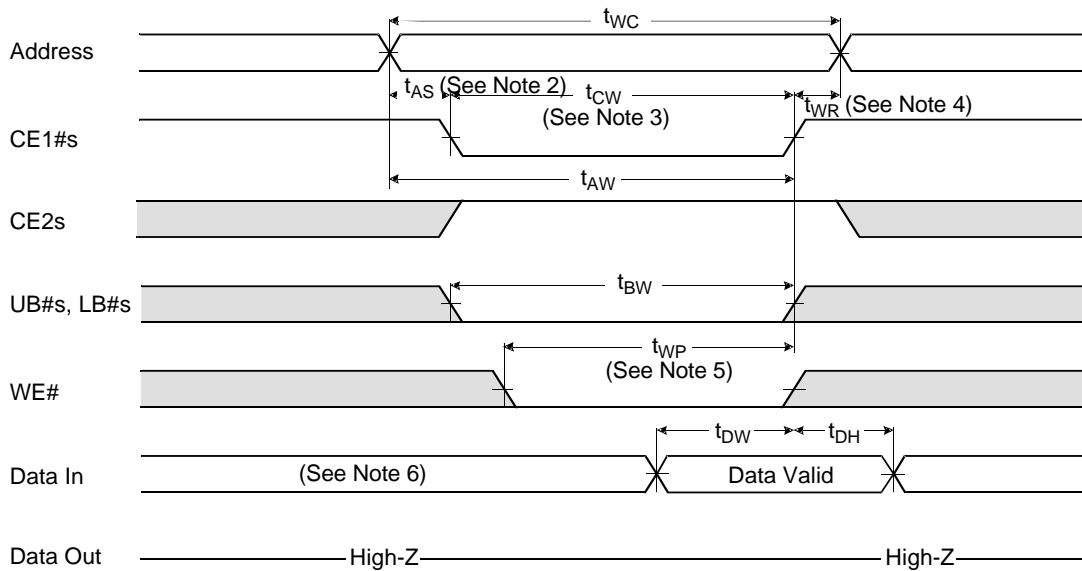 tWC
Address
tAS (See Note 2)
tCW
(See Note 3)
tWR (See Note 4)
CE1#s
tAW
CE2s
tBW
UB#s, LB#s
tWP
(See Note 5)
WE#
tDW
tDH
Data In
(See Note 6)
Data Valid
Data Out
High-Z
High-Z